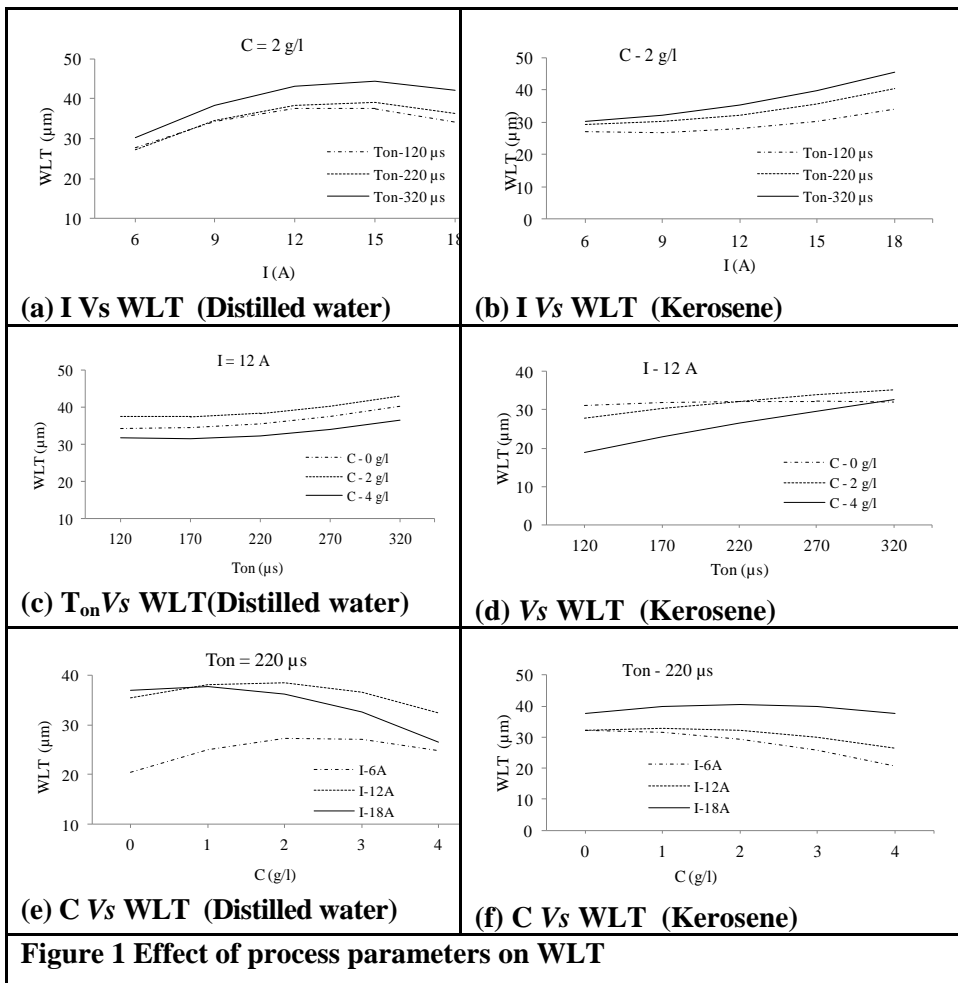 C = 2 g/l
50
40
30
20
10
WLT (µm)
Ton-120 µs
Ton-220 µs
Ton-320 µs
6 9 12 15 18
I (A)
(a) I Vs WLT (Distilled water)
C - 2 g/l
50
40
30
20
10
0
WLT (µm)
Ton-120 µs
Ton-220 µs
Ton-320 µs
6 9 12 15 18
I (A)
(b) I Vs WLT (Kerosene)
I = 12 A
50
40
30
20
10
WLT (µm)
C - 0 g/l
C - 2 g/l
C - 4 g/l
120 170 220 270 320
Ton (µs)
(c) TonVs WLT(Distilled water)
I - 12 A
40
30
20
10
0
WLT (µm)
C - 0 g/l
C - 2 g/l
C - 4 g/l
120 170 220 270 320
Ton (µs)
(d) Vs WLT (Kerosene)
Ton = 220 µs
40
30
20
10
WLT (µm)
I-6A
I-12A
I-18A
0 1 2 3 4
C (g/l)
(e) C Vs WLT (Distilled water)
Ton - 220 µs
50
40
30
20
10
0
WLT (µm)
I-6A
I-12A
I-18A
0 1 2 3 4
C (g/l)
(f) C Vs WLT (Kerosene)
Figure 1 Effect of process parameters on WLT